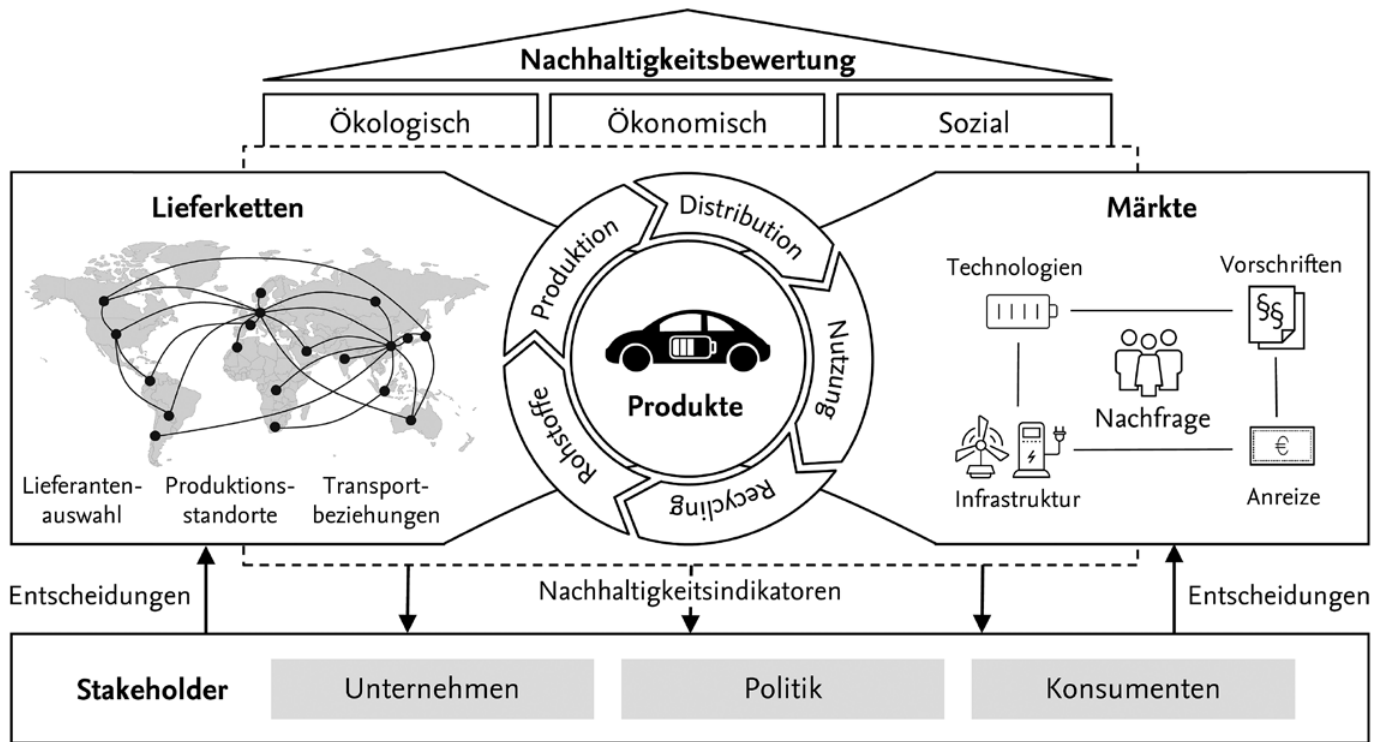 Nachhaltigkeitsbewertung
Ökologisch
Ökonomisch
Sozial
Lieferketten
Lieferanten-
auswahl
Produktions-
standorte
Transport-
beziehungen
Rohstoffe
Produktion
Distribution
Nutzung
Recycling
Produkte
Märkte
Technologien
Vorschriften
§§
Nachfrage
Infrastruktur
€
Anreize
Entscheidungen
Nachhaltigkeitsindikatoren
Entscheidungen
Stakeholder
Unternehmen
Politik
Konsumenten